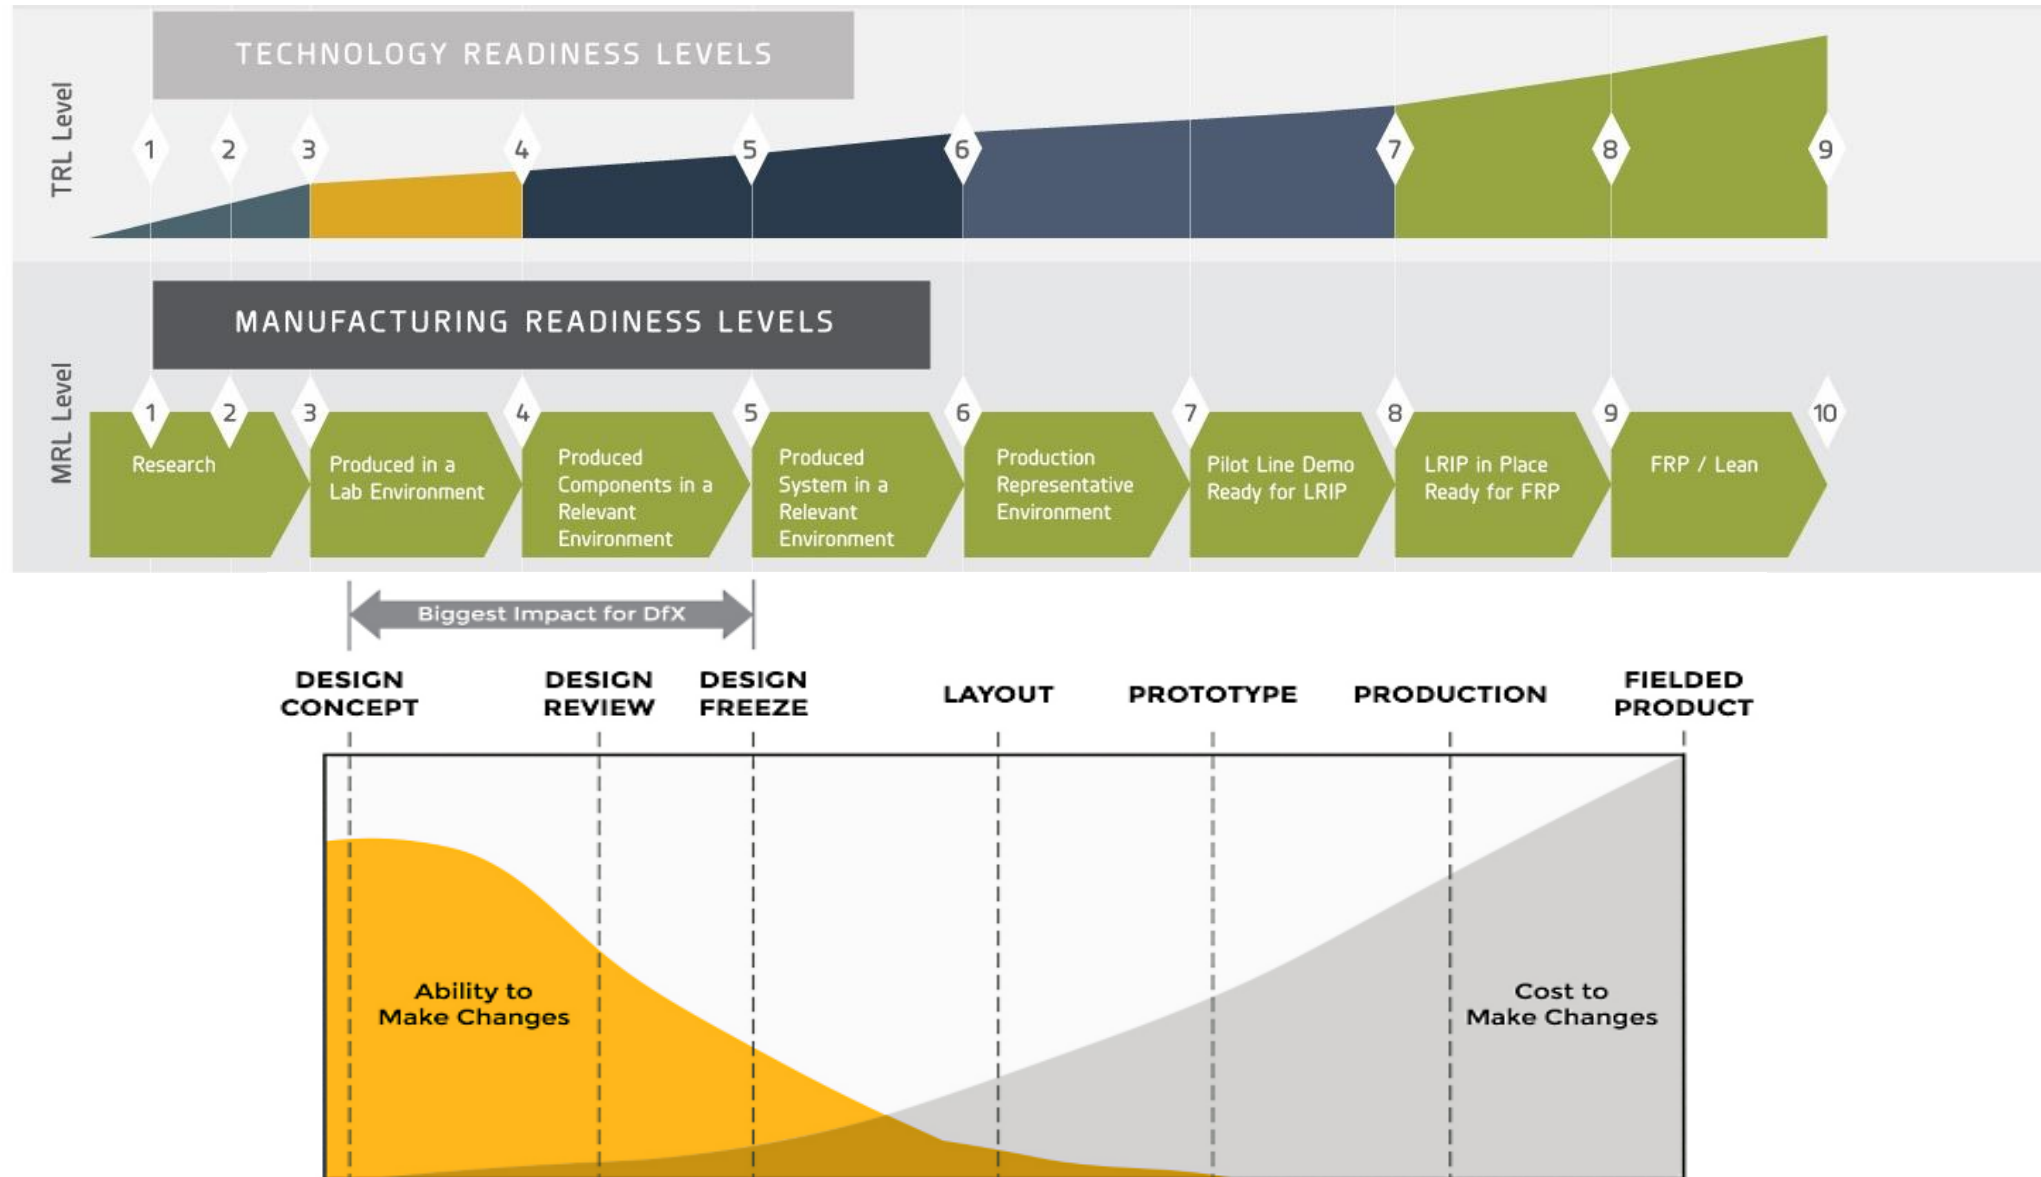 TECHNOLOGY READINESS LEVELS
TRL Level
1 2 3 4 5 6 7 8 9
MANUFACTURING READINESS LEVELS
MRL Level
1 2 3 4 5 6 7 8 9 10
Research
Produced in a
Lab Environment
Produced
Components in a
Relevant
Environment
Produced
System in a
Relevant
Environment
Production
Representative
Environment
Pilot Line Demo
Ready for LRIP
LRIP in Place
Ready for FRP
FRP / Lean
Biggest Impact for DfX
DESIGN
CONCEPT
DESIGN
REVIEW
DESIGN
FREEZE
LAYOUT
PROTOTYPE
PRODUCTION
FIELDED
PRODUCT
Ability to
Make Changes
Cost to
Make Changes